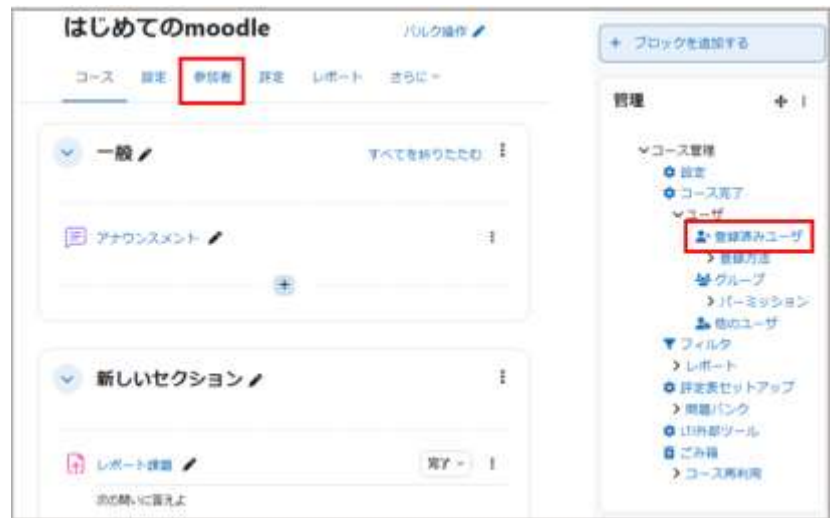 はじめてのmoodle
バルク操作
コース 設定 参加者 評定 レポート さらに
一般
すべてを折りたたむ
アナウンスメント
新しいセクション
レポート課題
完了
次の問いに答えよ
+ ブロックを追加する
管理
コース管理
設定
コース完了
ユーザ
登録済みユーザ
登録方法
グループ
パーミッション
他のユーザ
フィルタ
レポート
評定表セットアップ
問題バンク
LTI外部ツール
ごみ箱
コース再利用